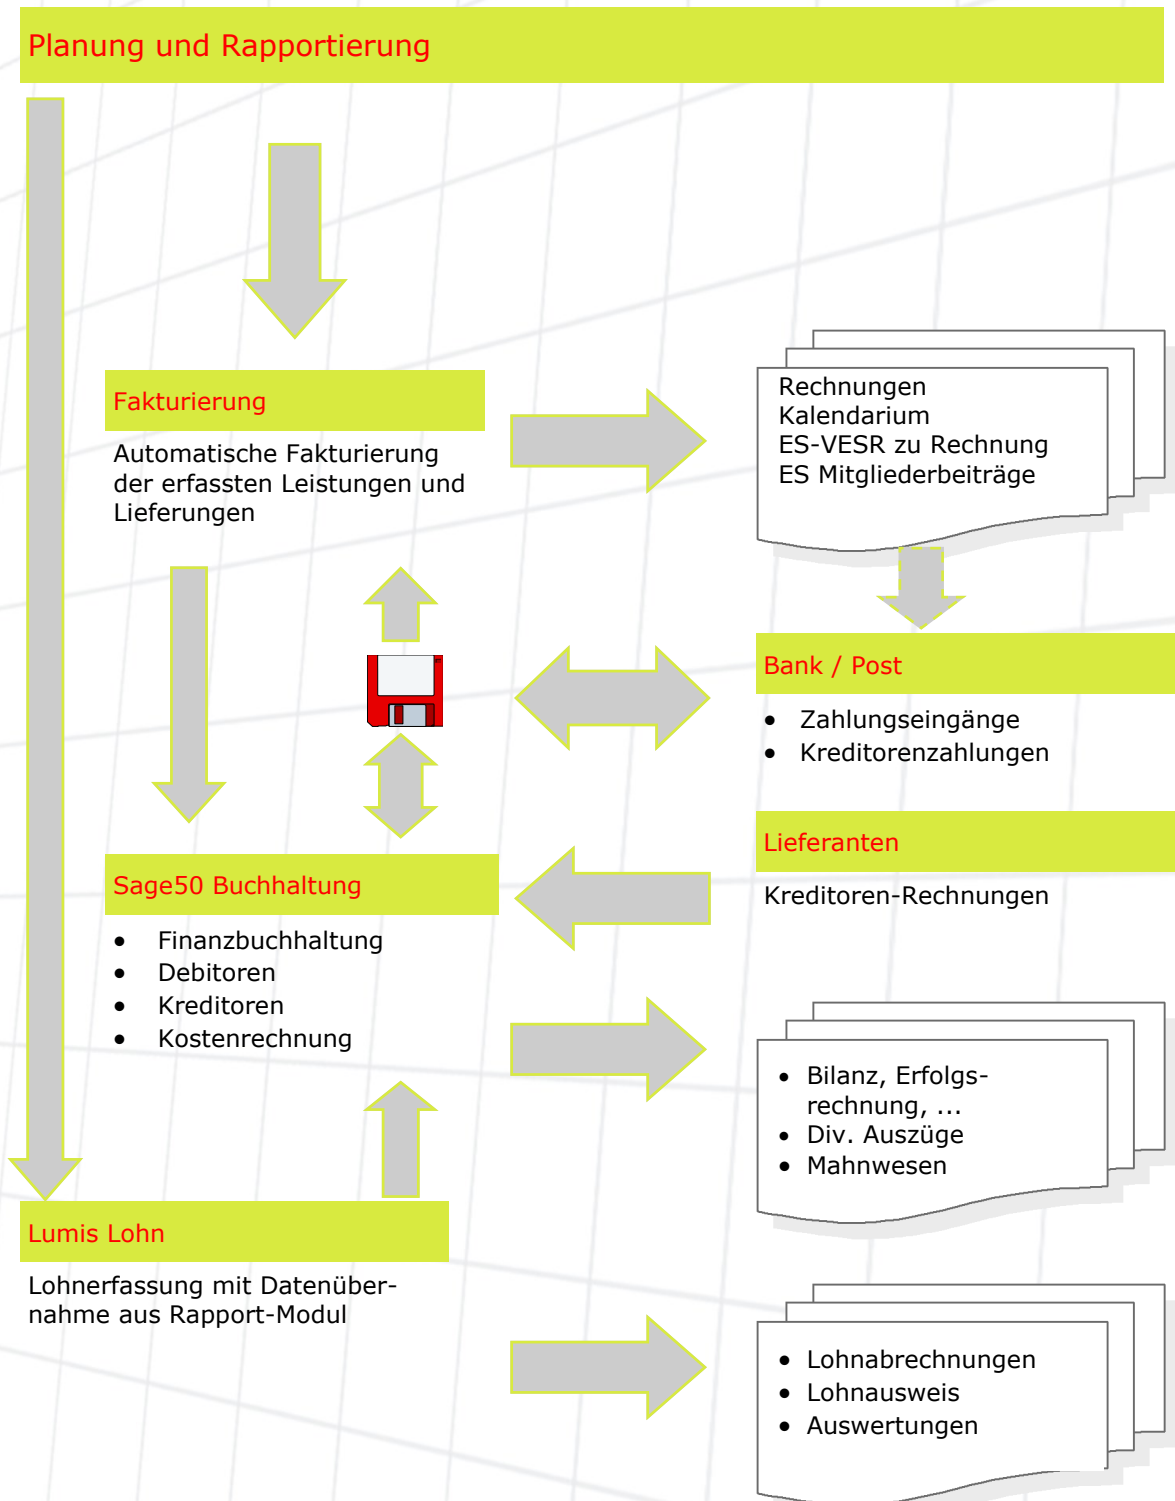 Planung und Rapportierung
Fakturierung
Automatische Fakturierung
der erfassten Leistungen und
Lieferungen
Rechnungen
Kalendarium
ES-VESR zu Rechnung
ES Mitgliederbeiträge
Bank / Post
• Zahlungseingänge
• Kreditorenzahlungen
Lieferanten
Kreditoren-Rechnungen
Sage50 Buchhaltung
• Finanzbuchhaltung
• Debitoren
• Kreditoren
• Kostenrechnung
• Bilanz, Erfolgs-
rechnung, ...
• Div. Auszüge
• Mahnwesen
Lumis Lohn
Lohnerfassung mit Datenüber-
nahme aus Rapport-Modul
• Lohnabrechnungen
• Lohnausweis
• Auswertungen